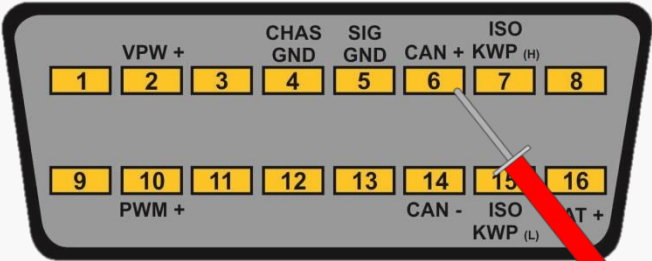 CHAS SIG ISO
VPW + GND GND CAN + KWP (H)
1 2 3 4 5 6 7 8
9 10 11 12 13 14 15 16
PWM + CAN - ISO AT +
KWP (L)